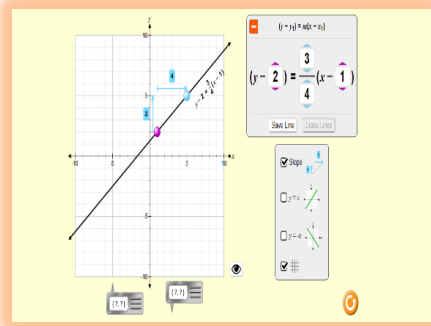 (y - y₁) = m(x - x₁)
(y - 2) = 3/4 (x - 1)
Save Line Erase Lines
Slope
y = x
y = -x
y
10
4
5
y - 2 = 3/4 (x - 1)
3
-10 -5 5 10 x
-5
-10
(?, ?) (?, ?)